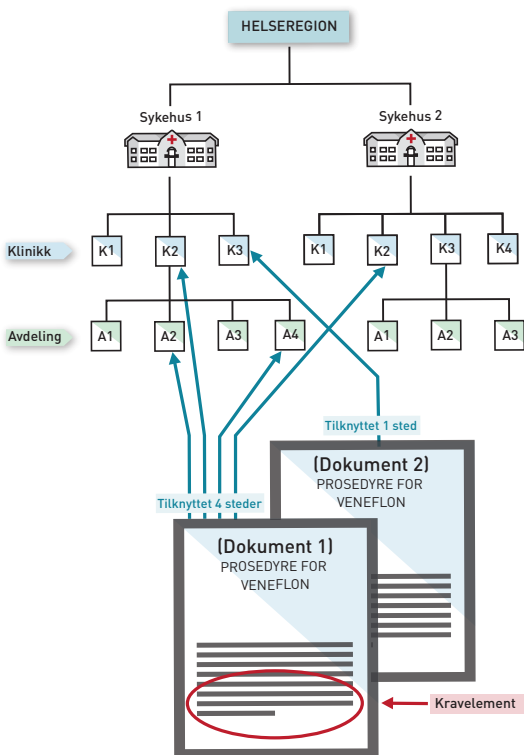 HELSEREGION
Sykehus 1
Sykehus 2
Klinikk
K1
K2
K3
K1
K2
K3
K4
Avdeling
A1
A2
A3
A4
A1
A2
A3
Tilknyttet 1 sted
(Dokument 2)
PROSEDYRE FOR
VENEFLON
Tilknyttet 4 steder
(Dokument 1)
PROSEDYRE FOR
VENEFLON
Kravelement